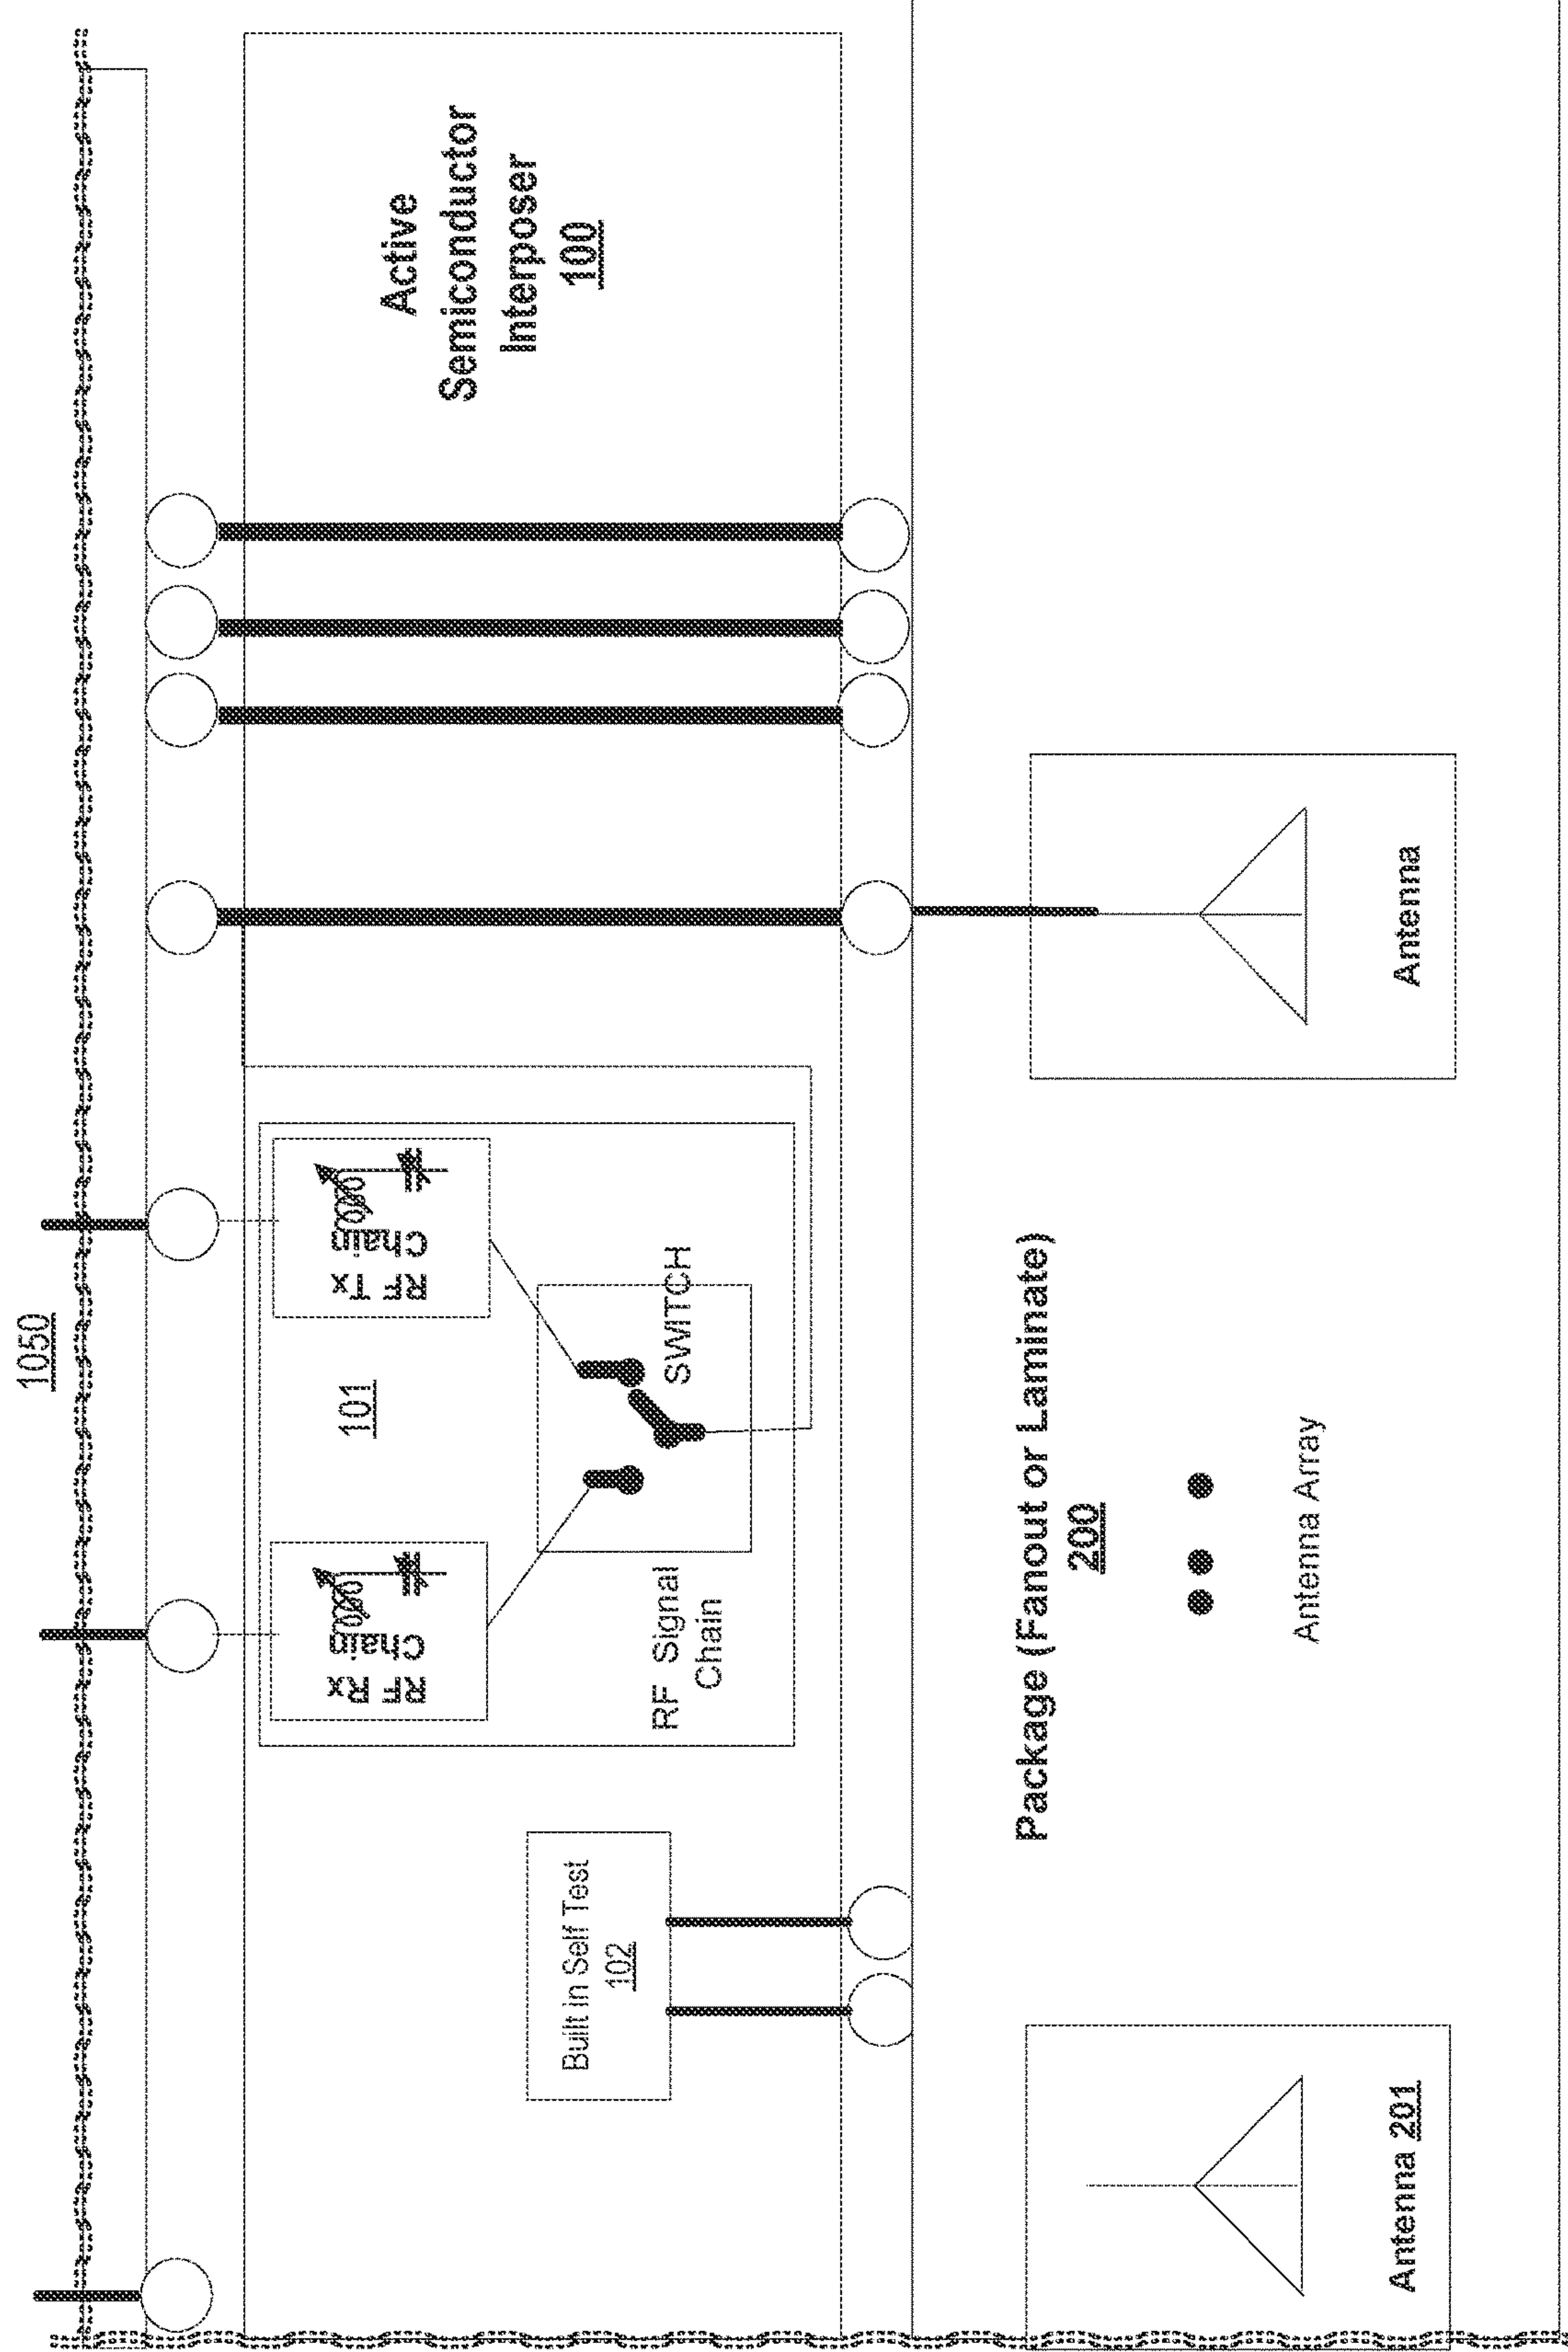 1050
Active
Semiconductor
Interposer
100
RF Rx
Chain
101
RF Tx
Chain
SWITCH
RF Signal
Chain
Built in Self Test
102
Package (Fanout or Laminate)
200
Antenna 201
Antenna Array
Antenna